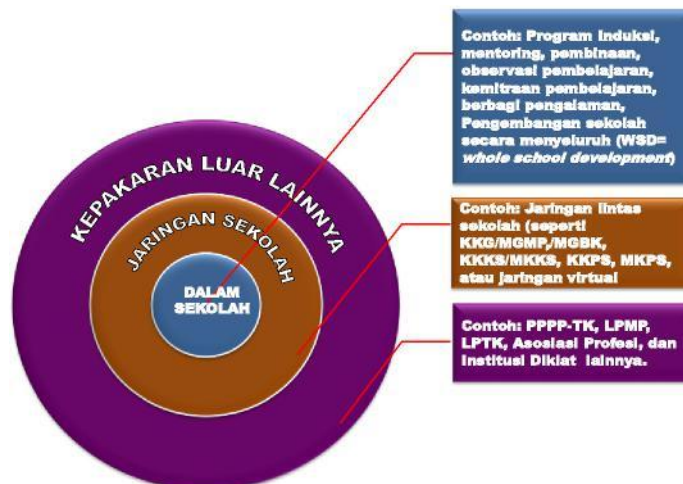 KEPAKARAN LUAR LAINNYA
JARINGAN SEKOLAH
DALAM
SEKOLAH
Contoh: Program Induksi,
mentoring, pembinaan,
observasi pembelajaran,
kemitraan pembelajaran,
berbagi pengalaman,
Pengembangan sekolah
secara menyeluruh (WSD=
whole school development)
Contoh: Jaringan lintas
sekolah (seperti
KKG/MGMP/MGBK,
KKKS/MKKS, KKPS, MKPS,
atau jaringan virtual
Contoh: PPPP-TK, LPMP,
LPTK, Asosiasi Profesi, dan
Institusi Diklat lainnya.